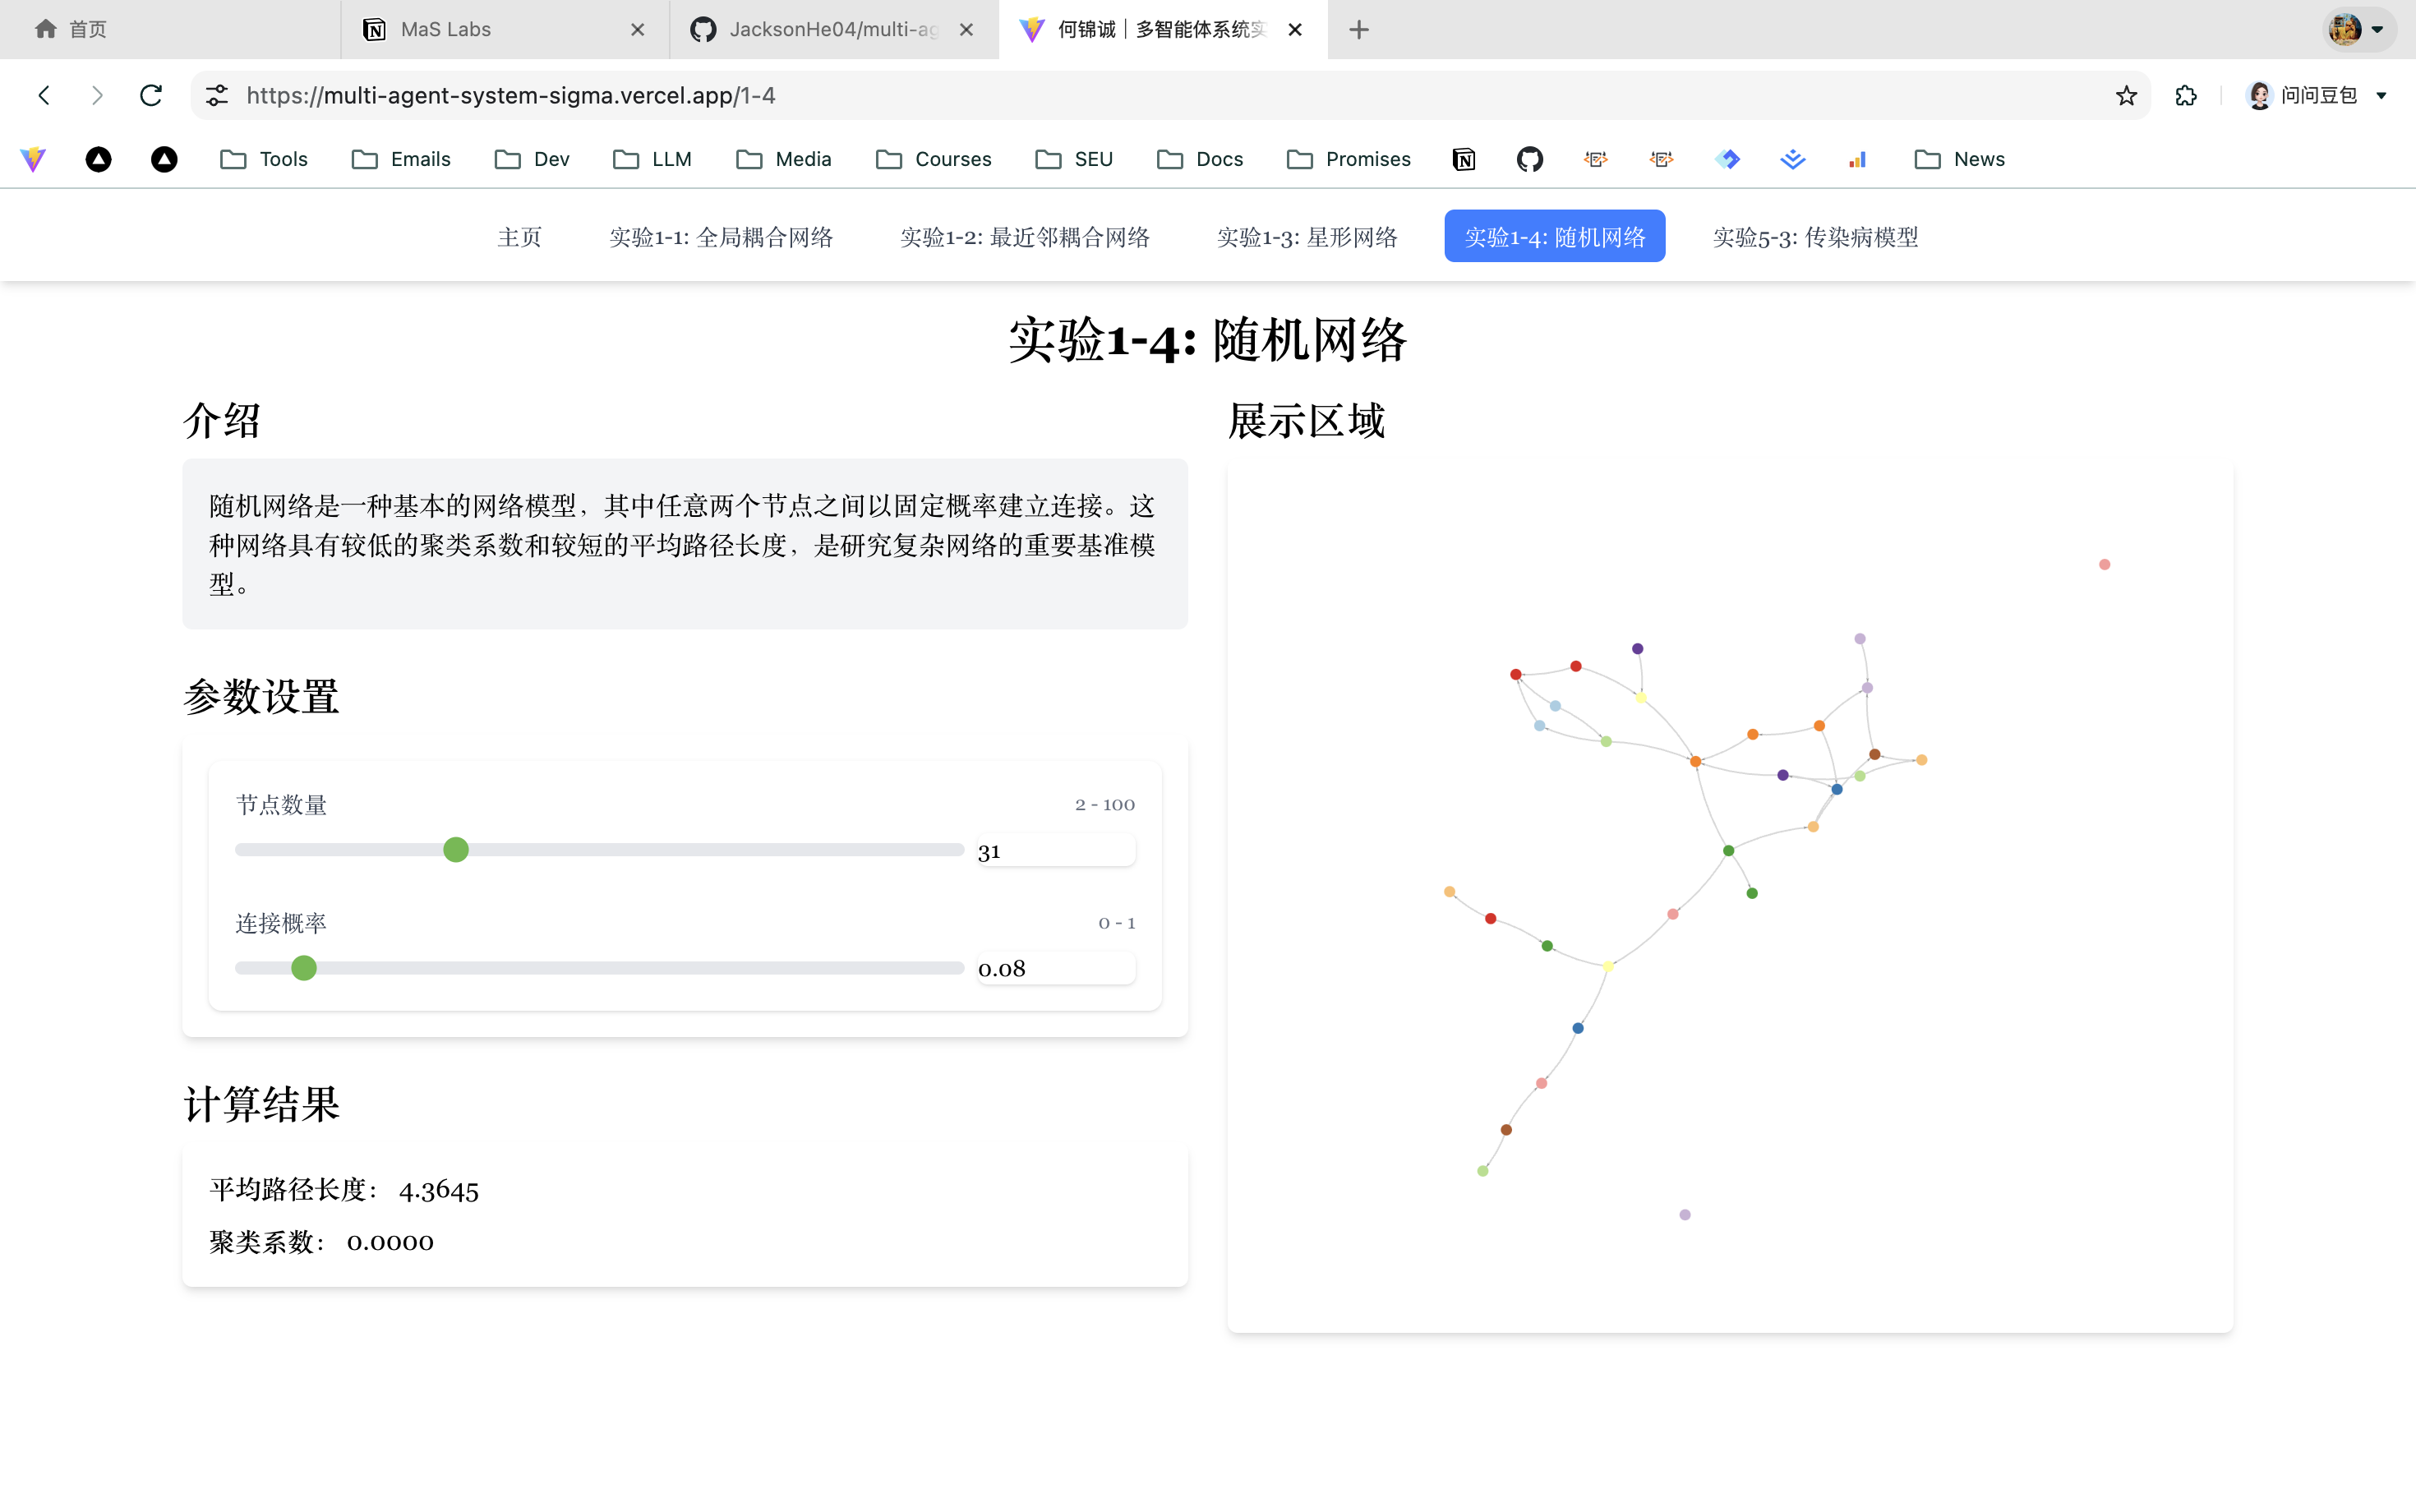 首页
MaS Labs
JacksonHe04/multi-ag
何锦诚｜多智能体系统实
https://multi-agent-system-sigma.vercel.app/1-4
问问豆包
Tools
Emails
Dev
LLM
Media
Courses
SEU
Docs
Promises
News
主页
实验1-1: 全局耦合网络
实验1-2: 最近邻耦合网络
实验1-3: 星形网络
实验1-4: 随机网络
实验5-3: 传染病模型
实验1-4: 随机网络
介绍
随机网络是一种基本的网络模型，其中任意两个节点之间以固定概率建立连接。这
种网络具有较低的聚类系数和较短的平均路径长度，是研究复杂网络的重要基准模
型。
参数设置
节点数量
2 - 100
31
连接概率
0 - 1
0.08
计算结果
平均路径长度： 4.3645
聚类系数： 0.0000
展示区域